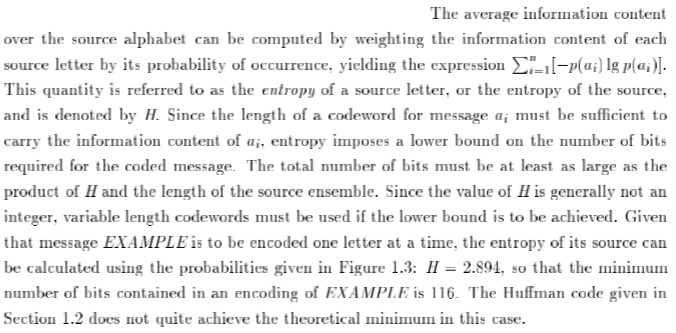 The average information content
over the source alphabet can be computed by weighting the information content of each
source letter by its probability of occurrence, yielding the expression ∑ⁿᵢ₌₁[−p(aᵢ) lg p(aᵢ)].
This quantity is referred to as the entropy of a source letter, or the entropy of the source,
and is denoted by H. Since the length of a codeword for message aᵢ must be sufficient to
carry the information content of aᵢ, entropy imposes a lower bound on the number of bits
required for the coded message. The total number of bits must be at least as large as the
product of H and the length of the source ensemble. Since the value of H is generally not an
integer, variable length codewords must be used if the lower bound is to be achieved. Given
that message EXAMPLE is to be encoded one letter at a time, the entropy of its source can
be calculated using the probabilities given in Figure 1.3: H = 2.894, so that the minimum
number of bits contained in an encoding of EXAMPLE is 116. The Huffman code given in
Section 1.2 does not quite achieve the theoretical minimum in this case.